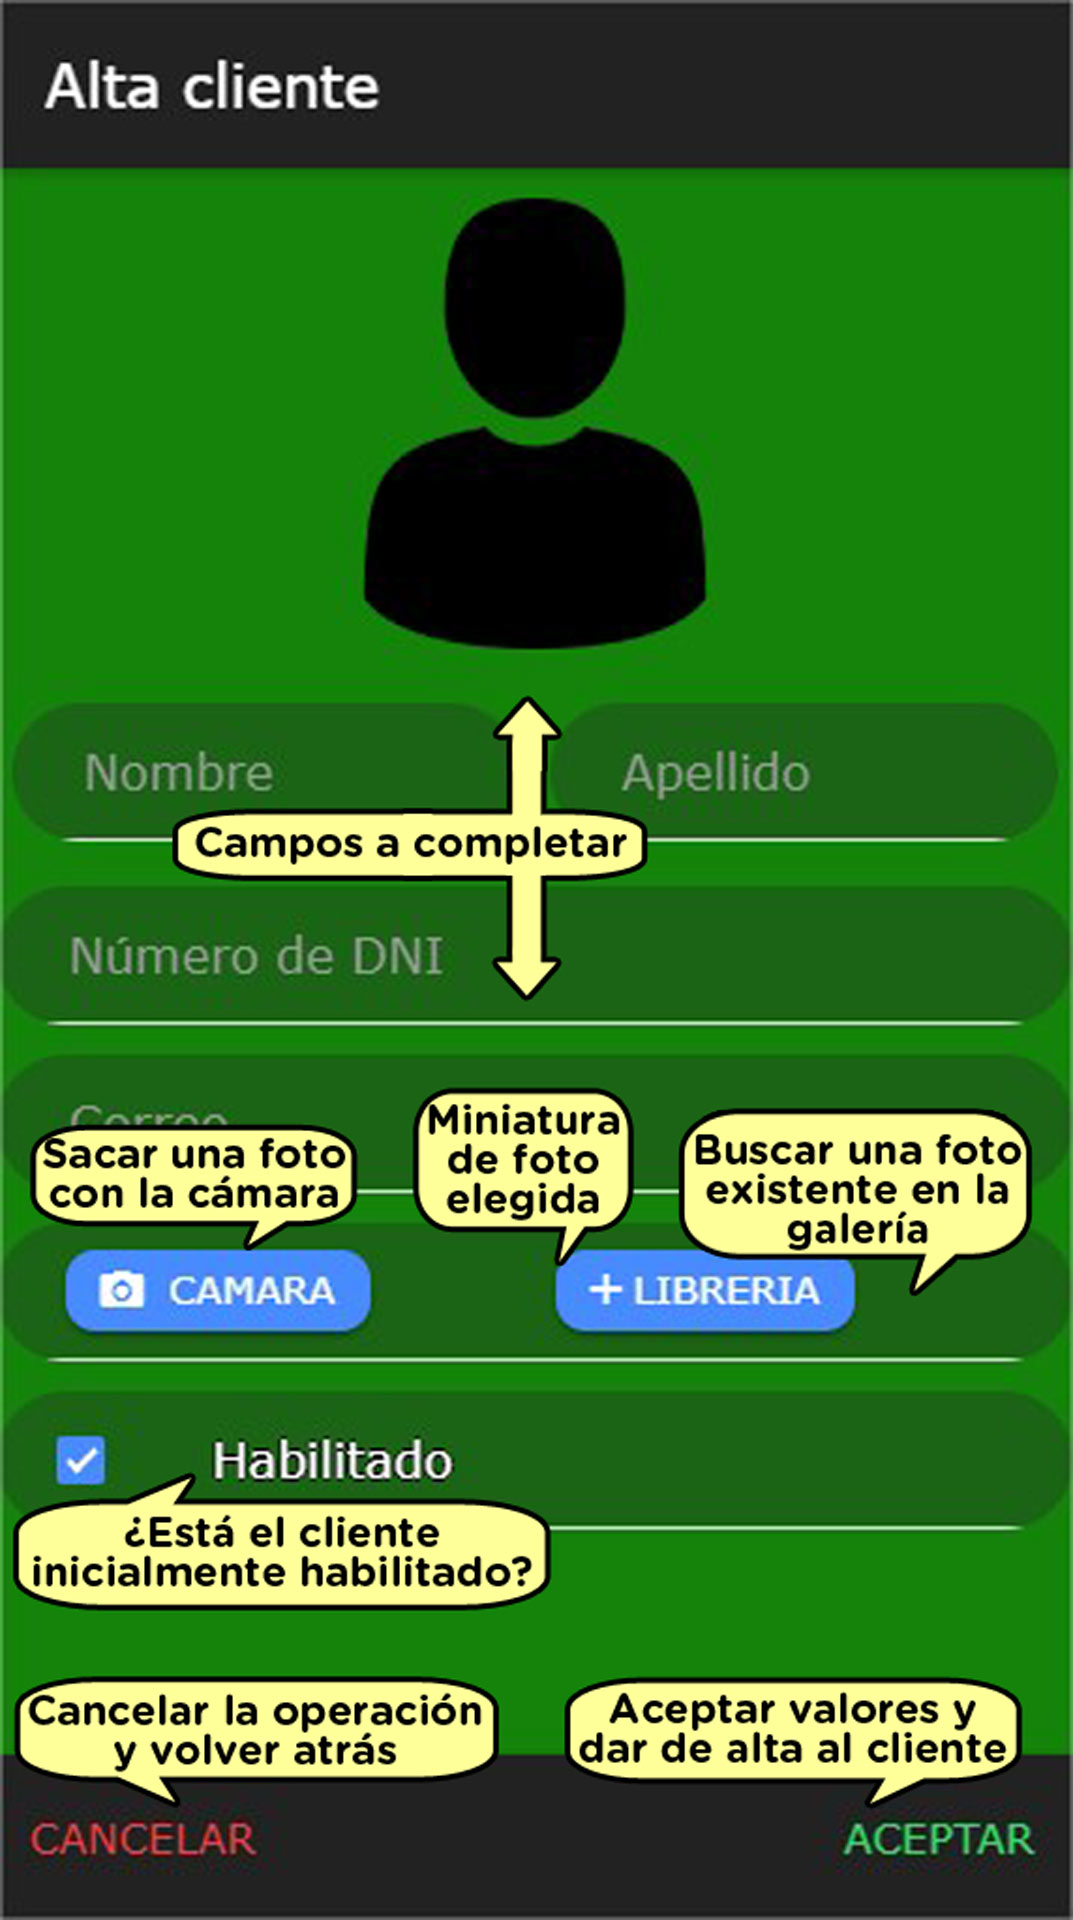 Alta cliente
Nombre
Apellido
Campos a completar
Número de DNI
Correo
Sacar una foto
con la cámara
Miniatura
de foto
elegida
Buscar una foto
existente en la
galería
CAMARA
+ LIBRERIA
Habilitado
¿Está el cliente
inicialmente habilitado?
Cancelar la operación
y volver atrás
Aceptar valores y
dar de alta al cliente
CANCELAR
ACEPTAR